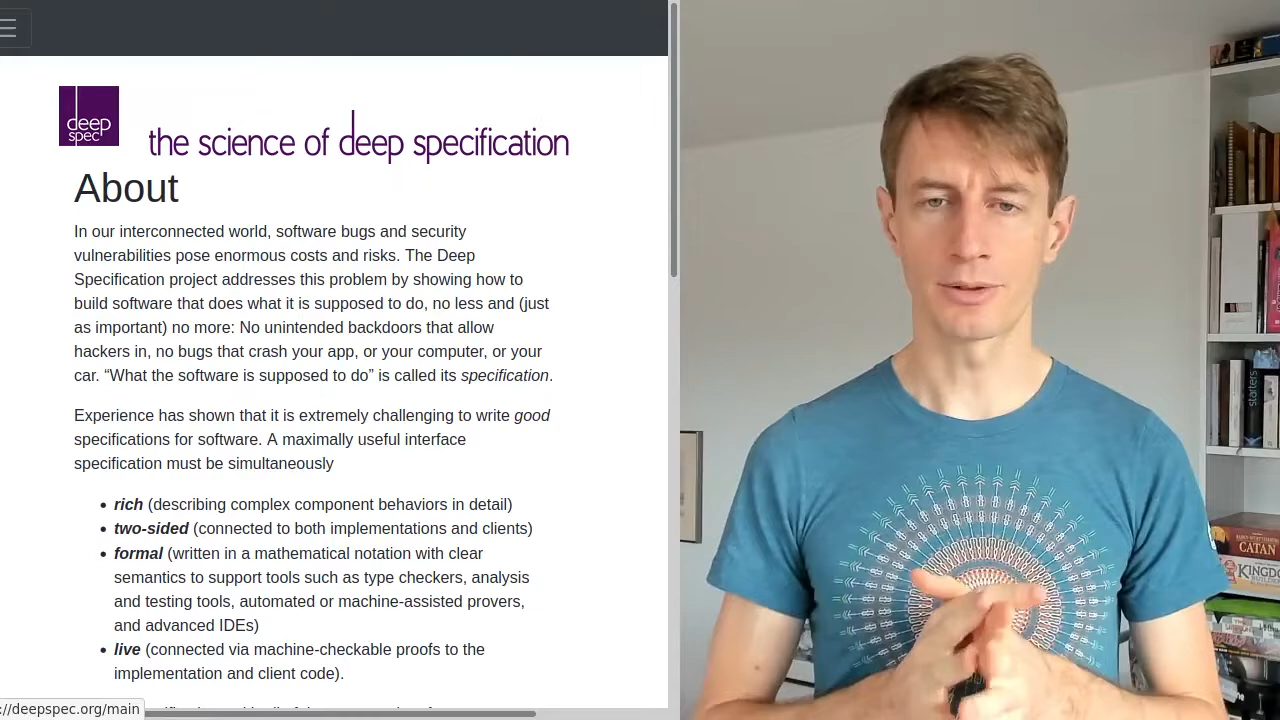 deep
spec
the science of deep specification
About
In our interconnected world, software bugs and security
vulnerabilities pose enormous costs and risks. The Deep
Specification project addresses this problem by showing how to
build software that does what it is supposed to do, no less and (just
as important) no more: No unintended backdoors that allow
hackers in, no bugs that crash your app, or your computer, or your
car. “What the software is supposed to do” is called its specification.
Experience has shown that it is extremely challenging to write good
specifications for software. A maximally useful interface
specification must be simultaneously
• rich (describing complex component behaviors in detail)
• two-sided (connected to both implementations and clients)
• formal (written in a mathematical notation with clear
semantics to support tools such as type checkers, analysis
and testing tools, automated or machine-assisted provers,
and advanced IDEs)
• live (connected via machine-checkable proofs to the
implementation and client code).
://deepspec.org/main
starters
CATAN